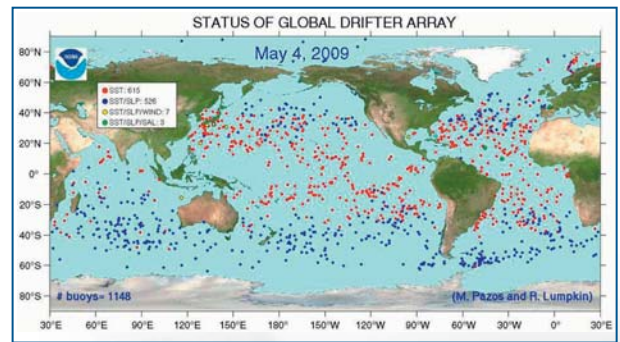 STATUS OF GLOBAL DRIFTER ARRAY
May 4, 2009
NOAA
SST: 615
SST/SLP: 526
SST/SLP/WIND: 7
SST/SLP/SAL: 0
80°N
60°N
40°N
20°N
0°
20°S
40°S
60°S
80°S
# buoys= 1148
(M. Pazos and R. Lumpkin)
30°E 60°E 90°E 120°E 150°E 180°E 150°W 120°W 90°W 60°W 30°W 0° 30°E